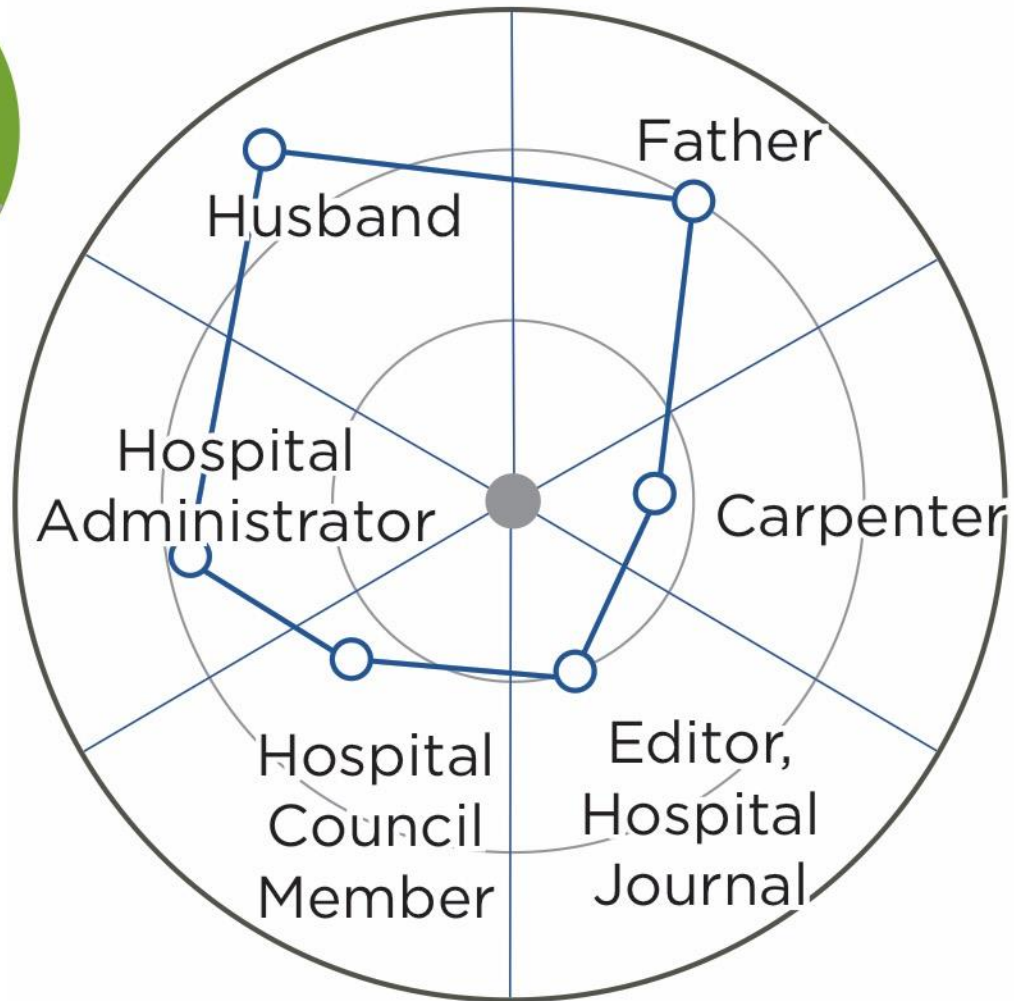 Father
Husband
Hospital
Administrator
Carpenter
Hospital
Council
Member
Editor,
Hospital
Journal